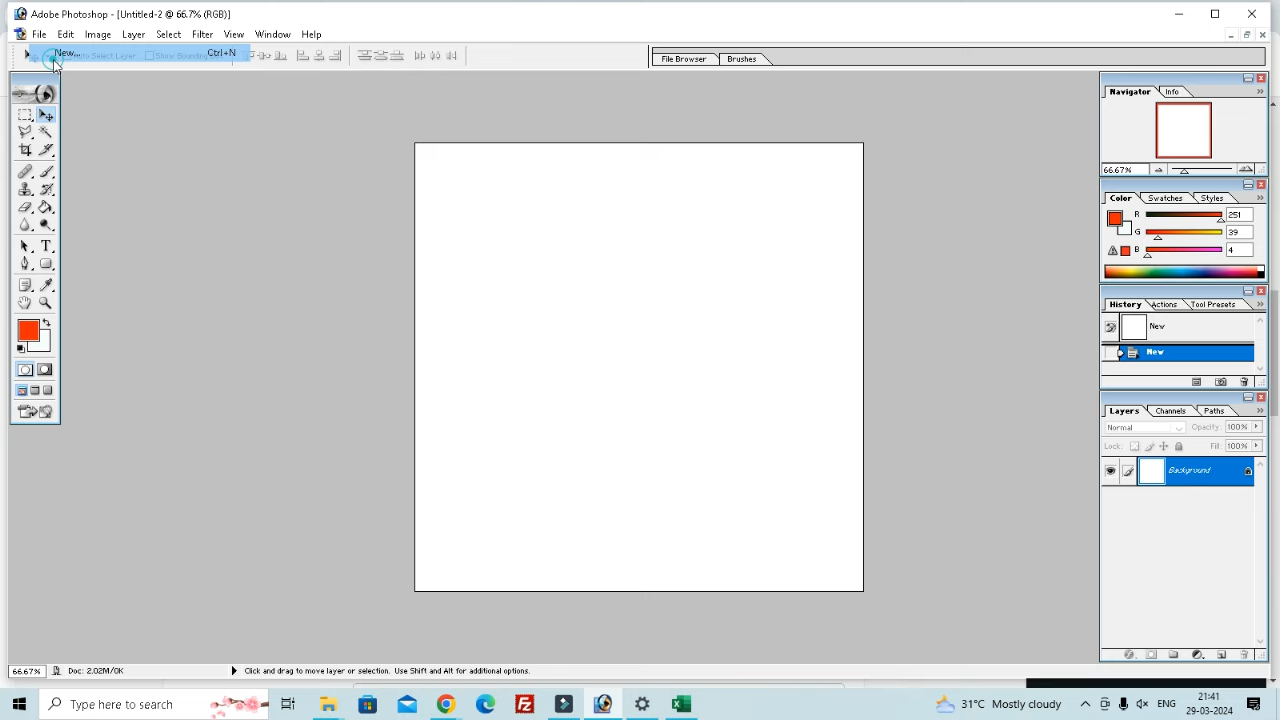 Adobe Photoshop - [Untitled-2 @ 66.7% (RGB)]
File Edit Image Layer Select Filter View Window Help
New... Ctrl+N
Auto Select Layer Show Bounding
File Browser Brushes
Navigator Info
66.67%
Color Swatches Styles
R 251
G 39
B 4
History Actions Tool Presets
New
New
Layers Channels Paths
Normal Opacity: 100%
Lock: Fill: 100%
Background
66.67% Doc: 2.02M/0K Click and drag to move layer or selection. Use Shift and Alt for additional options.
Type here to search
31°C Mostly cloudy
ENG
21:41
29-03-2024